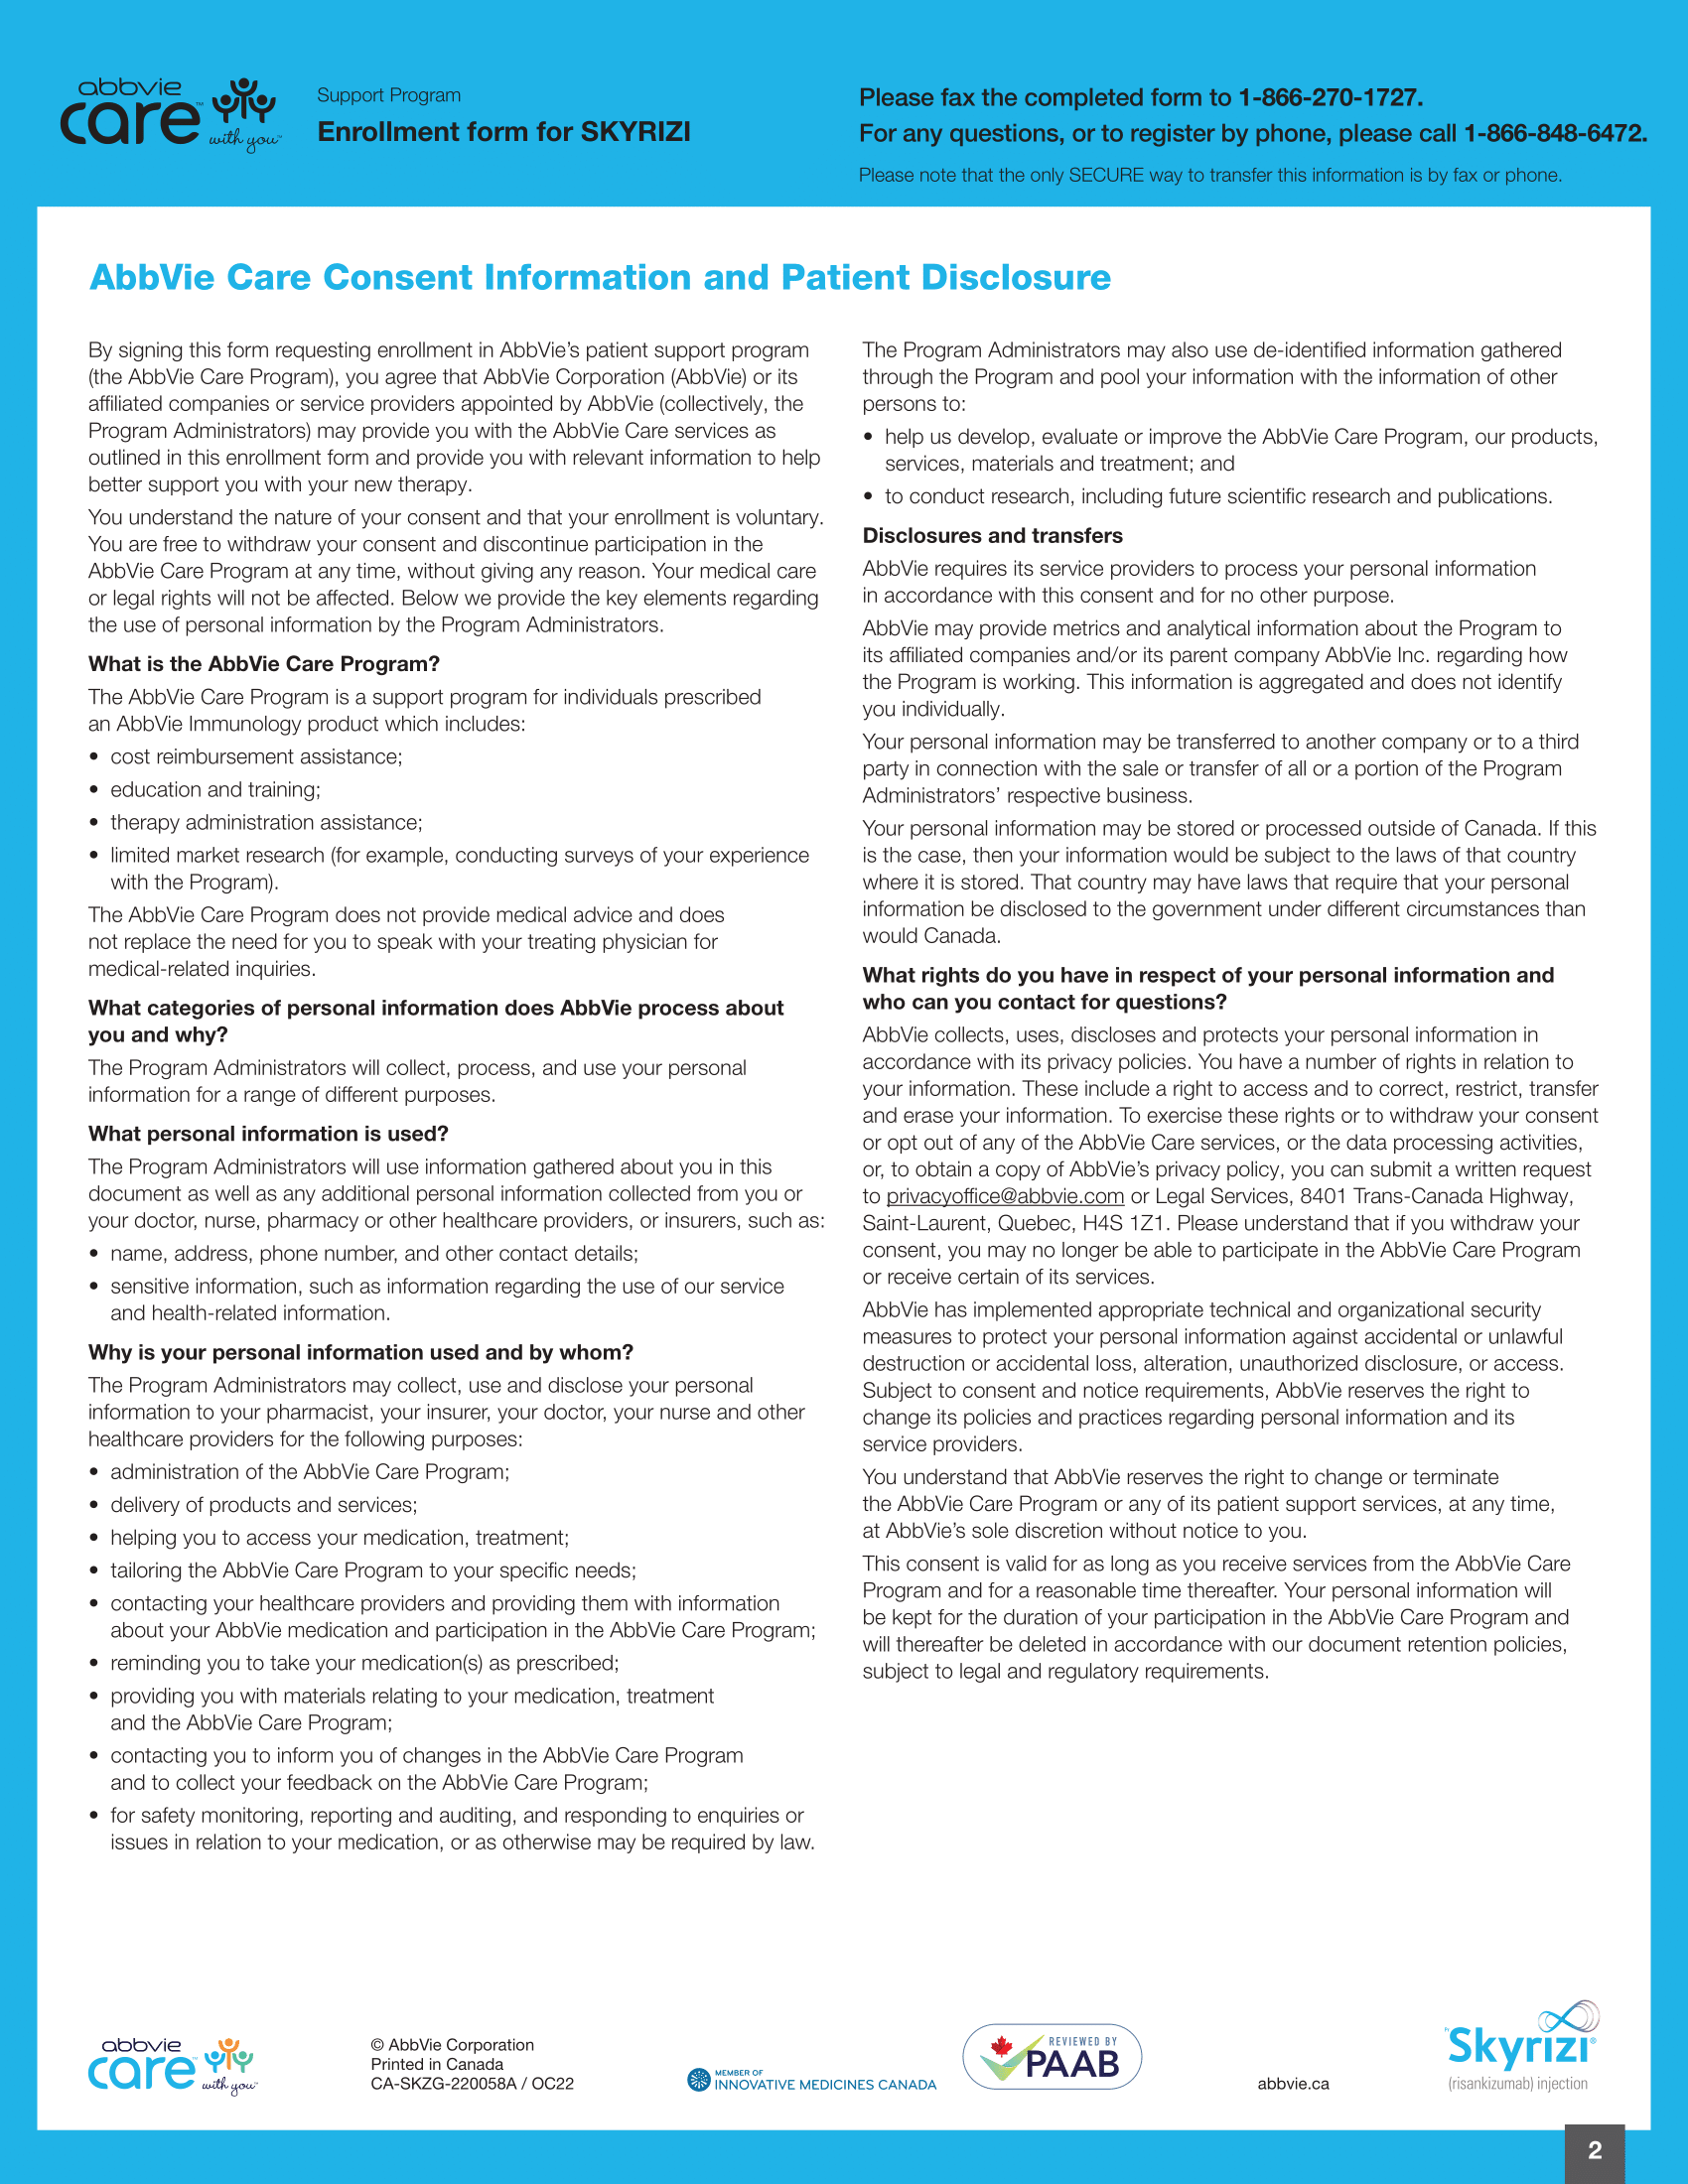 abbvie
care™
with you™
Support Program
Enrollment form for SKYRIZI
Please fax the completed form to 1-866-270-1727.
For any questions, or to register by phone, please call 1-866-848-6472.
Please note that the only SECURE way to transfer this information is by fax or phone.
AbbVie Care Consent Information and Patient Disclosure
By signing this form requesting enrollment in AbbVie’s patient support program
(the AbbVie Care Program), you agree that AbbVie Corporation (AbbVie) or its
affiliated companies or service providers appointed by AbbVie (collectively, the
Program Administrators) may provide you with the AbbVie Care services as
outlined in this enrollment form and provide you with relevant information to help
better support you with your new therapy.
You understand the nature of your consent and that your enrollment is voluntary.
You are free to withdraw your consent and discontinue participation in the
AbbVie Care Program at any time, without giving any reason. Your medical care
or legal rights will not be affected. Below we provide the key elements regarding
the use of personal information by the Program Administrators.
What is the AbbVie Care Program?
The AbbVie Care Program is a support program for individuals prescribed
an AbbVie Immunology product which includes:
• cost reimbursement assistance;
• education and training;
• therapy administration assistance;
• limited market research (for example, conducting surveys of your experience
with the Program).
The AbbVie Care Program does not provide medical advice and does
not replace the need for you to speak with your treating physician for
medical-related inquiries.
What categories of personal information does AbbVie process about
you and why?
The Program Administrators will collect, process, and use your personal
information for a range of different purposes.
What personal information is used?
The Program Administrators will use information gathered about you in this
document as well as any additional personal information collected from you or
your doctor, nurse, pharmacy or other healthcare providers, or insurers, such as:
• name, address, phone number, and other contact details;
• sensitive information, such as information regarding the use of our service
and health-related information.
Why is your personal information used and by whom?
The Program Administrators may collect, use and disclose your personal
information to your pharmacist, your insurer, your doctor, your nurse and other
healthcare providers for the following purposes:
• administration of the AbbVie Care Program;
• delivery of products and services;
• helping you to access your medication, treatment;
• tailoring the AbbVie Care Program to your specific needs;
• contacting your healthcare providers and providing them with information
about your AbbVie medication and participation in the AbbVie Care Program;
• reminding you to take your medication(s) as prescribed;
• providing you with materials relating to your medication, treatment
and the AbbVie Care Program;
• contacting you to inform you of changes in the AbbVie Care Program
and to collect your feedback on the AbbVie Care Program;
• for safety monitoring, reporting and auditing, and responding to enquiries or
issues in relation to your medication, or as otherwise may be required by law.
The Program Administrators may also use de-identified information gathered
through the Program and pool your information with the information of other
persons to:
• help us develop, evaluate or improve the AbbVie Care Program, our products,
services, materials and treatment; and
• to conduct research, including future scientific research and publications.
Disclosures and transfers
AbbVie requires its service providers to process your personal information
in accordance with this consent and for no other purpose.
AbbVie may provide metrics and analytical information about the Program to
its affiliated companies and/or its parent company AbbVie Inc. regarding how
the Program is working. This information is aggregated and does not identify
you individually.
Your personal information may be transferred to another company or to a third
party in connection with the sale or transfer of all or a portion of the Program
Administrators’ respective business.
Your personal information may be stored or processed outside of Canada. If this
is the case, then your information would be subject to the laws of that country
where it is stored. That country may have laws that require that your personal
information be disclosed to the government under different circumstances than
would Canada.
What rights do you have in respect of your personal information and
who can you contact for questions?
AbbVie collects, uses, discloses and protects your personal information in
accordance with its privacy policies. You have a number of rights in relation to
your information. These include a right to access and to correct, restrict, transfer
and erase your information. To exercise these rights or to withdraw your consent
or opt out of any of the AbbVie Care services, or the data processing activities,
or, to obtain a copy of AbbVie’s privacy policy, you can submit a written request
to privacyoffice@abbvie.com or Legal Services, 8401 Trans-Canada Highway,
Saint-Laurent, Quebec, H4S 1Z1. Please understand that if you withdraw your
consent, you may no longer be able to participate in the AbbVie Care Program
or receive certain of its services.
AbbVie has implemented appropriate technical and organizational security
measures to protect your personal information against accidental or unlawful
destruction or accidental loss, alteration, unauthorized disclosure, or access.
Subject to consent and notice requirements, AbbVie reserves the right to
change its policies and practices regarding personal information and its
service providers.
You understand that AbbVie reserves the right to change or terminate
the AbbVie Care Program or any of its patient support services, at any time,
at AbbVie’s sole discretion without notice to you.
This consent is valid for as long as you receive services from the AbbVie Care
Program and for a reasonable time thereafter. Your personal information will
be kept for the duration of your participation in the AbbVie Care Program and
will thereafter be deleted in accordance with our document retention policies,
subject to legal and regulatory requirements.
abbvie
care™
with you™
© AbbVie Corporation
Printed in Canada
CA-SKZG-220058A / OC22
MEMBER OF
INNOVATIVE MEDICINES CANADA
REVIEWED BY
PAAB
abbvie.ca
Pr Skyrizi®
(risankizumab) injection
2